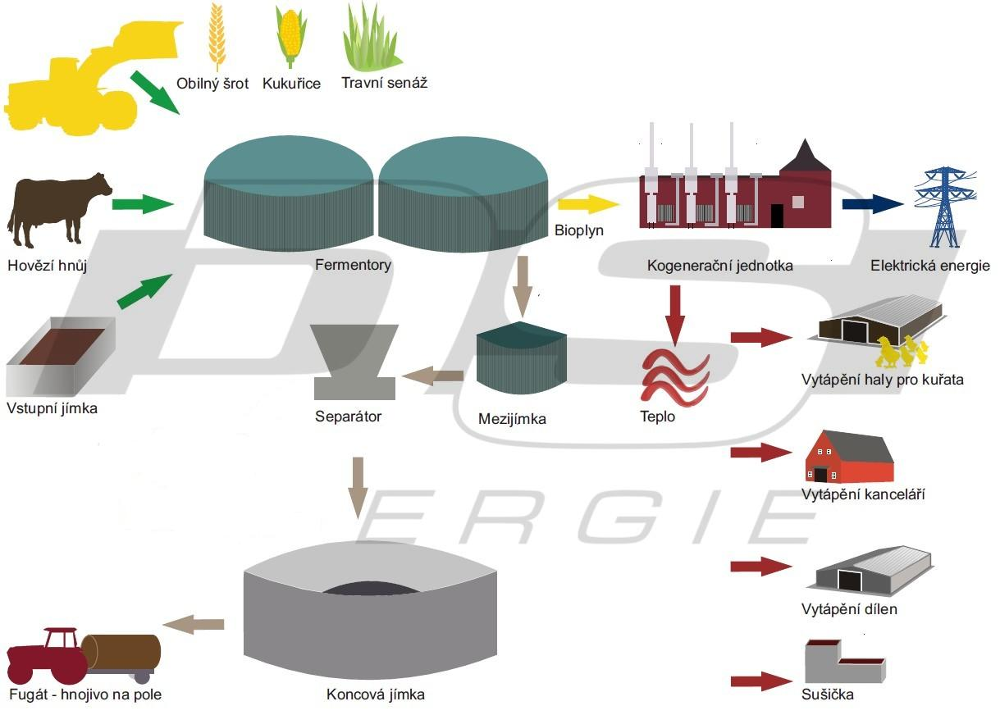 Obilný šrot
Kukuřice
Travní senáž
Hovězí hnůj
Fermentory
Bioplyn
Kogenerační jednotka
Elektrická energie
Vstupní jímka
Separátor
Mezijímka
Teplo
Vytápění haly pro kuřata
Vytápění kanceláří
Vytápění dílen
Fugát - hnojivo na pole
Koncová jímka
Sušička
ERGIE